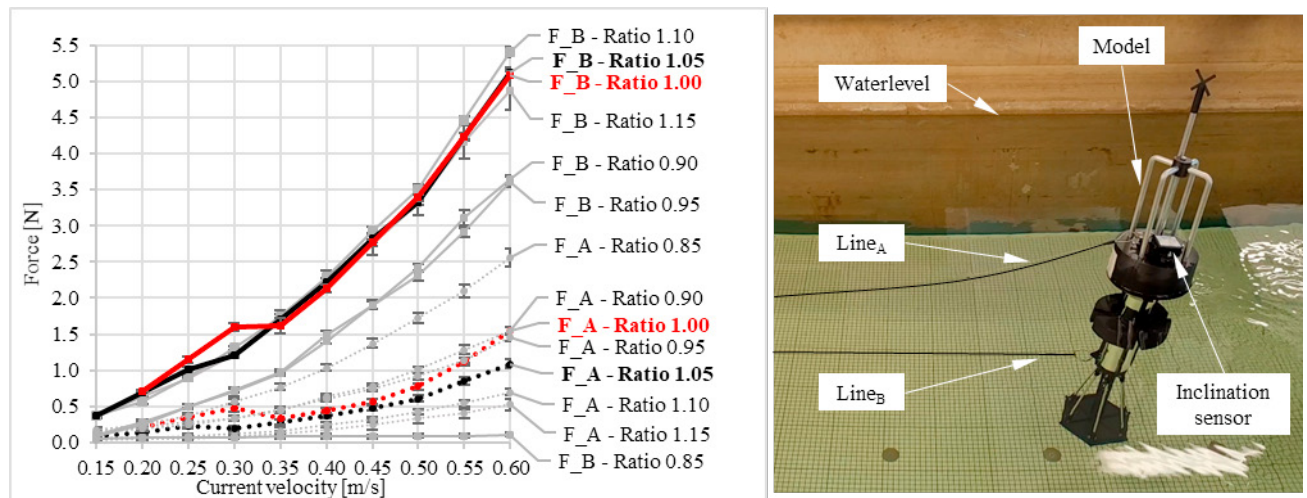 5.5
5.0
4.5
4.0
3.5
3.0
2.5
2.0
1.5
1.0
0.5
0.0
Force [N]
0.15 0.20 0.25 0.30 0.35 0.40 0.45 0.50 0.55 0.60
Current velocity [m/s]
F_B - Ratio 1.10
F_B - Ratio 1.05
F_B - Ratio 1.00
F_B - Ratio 1.15
F_B - Ratio 0.90
F_B - Ratio 0.95
F_A - Ratio 0.85
F_A - Ratio 0.90
F_A - Ratio 1.00
F_A - Ratio 0.95
F_A - Ratio 1.05
F_A - Ratio 1.10
F_A - Ratio 1.15
F_B - Ratio 0.85
Model
Waterlevel
LineA
LineB
Inclination
sensor